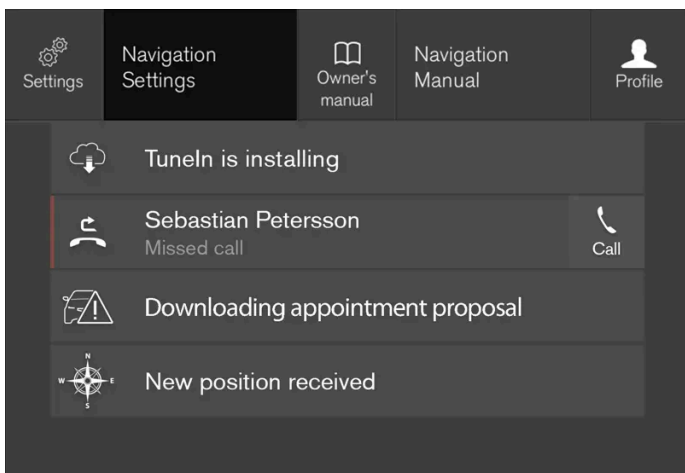 Settings
Navigation
Settings
Owner's
manual
Navigation
Manual
Profile
TuneIn is installing
Sebastian Petersson
Missed call
Call
Downloading appointment proposal
N
W
E
S
New position received